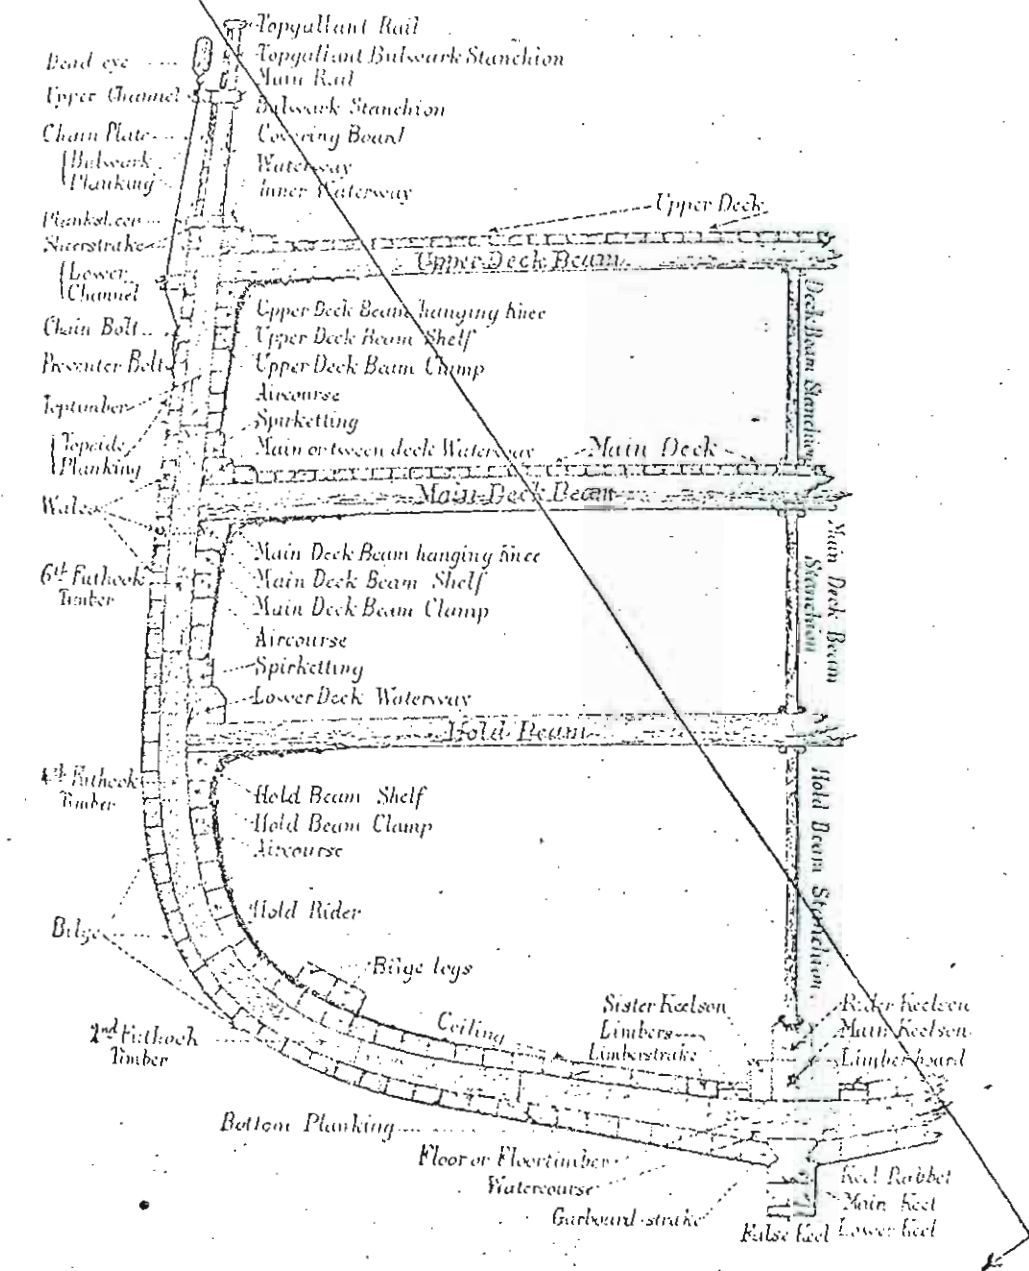 Topgallant Rail
Topgallant Bulwark Stanchion
Main Rail
Bulwark Stanchion
Covering Board
Waterway
Inner Waterway
Dead eye
Upper Channel
Chain Plate
Bulwark
Planking
Planksheer
Sheerstrake
Lower
Channel
Chain Bolt
Preventer Bolt
Toptimber
Topside
Planking
Wales
6th Futhook
Timber
4th Futhook
Timber
Bilge
2nd Futhook
Timber
Upper Deck
Upper Deck Beam
Upper Deck Beam hanging knee
Upper Deck Beam Shelf
Upper Deck Beam Clamp
Aircourse
Spirketting
Main or tween deck Waterway
Deck Beam Stanchion
Main Deck
Main Deck Beam
Main Deck Beam hanging knee
Main Deck Beam Shelf
Main Deck Beam Clamp
Aircourse
Spirketting
Lower Deck Waterway
Main Deck Beam
Stanchion
Hold Beam
Hold Beam Shelf
Hold Beam Clamp
Aircourse
Hold Rider
Hold Beam Stanchion
Bilge logs
Ceiling
Sister Keelson
Limbers
Limberstrake
Rider Keelson
Main Keelson
Limberboard
Bottom Planking
Floor or Floortimber
Watercourse
Garboard strake
Keel Rabbet
Main Keel
False Keel
Lower Keel